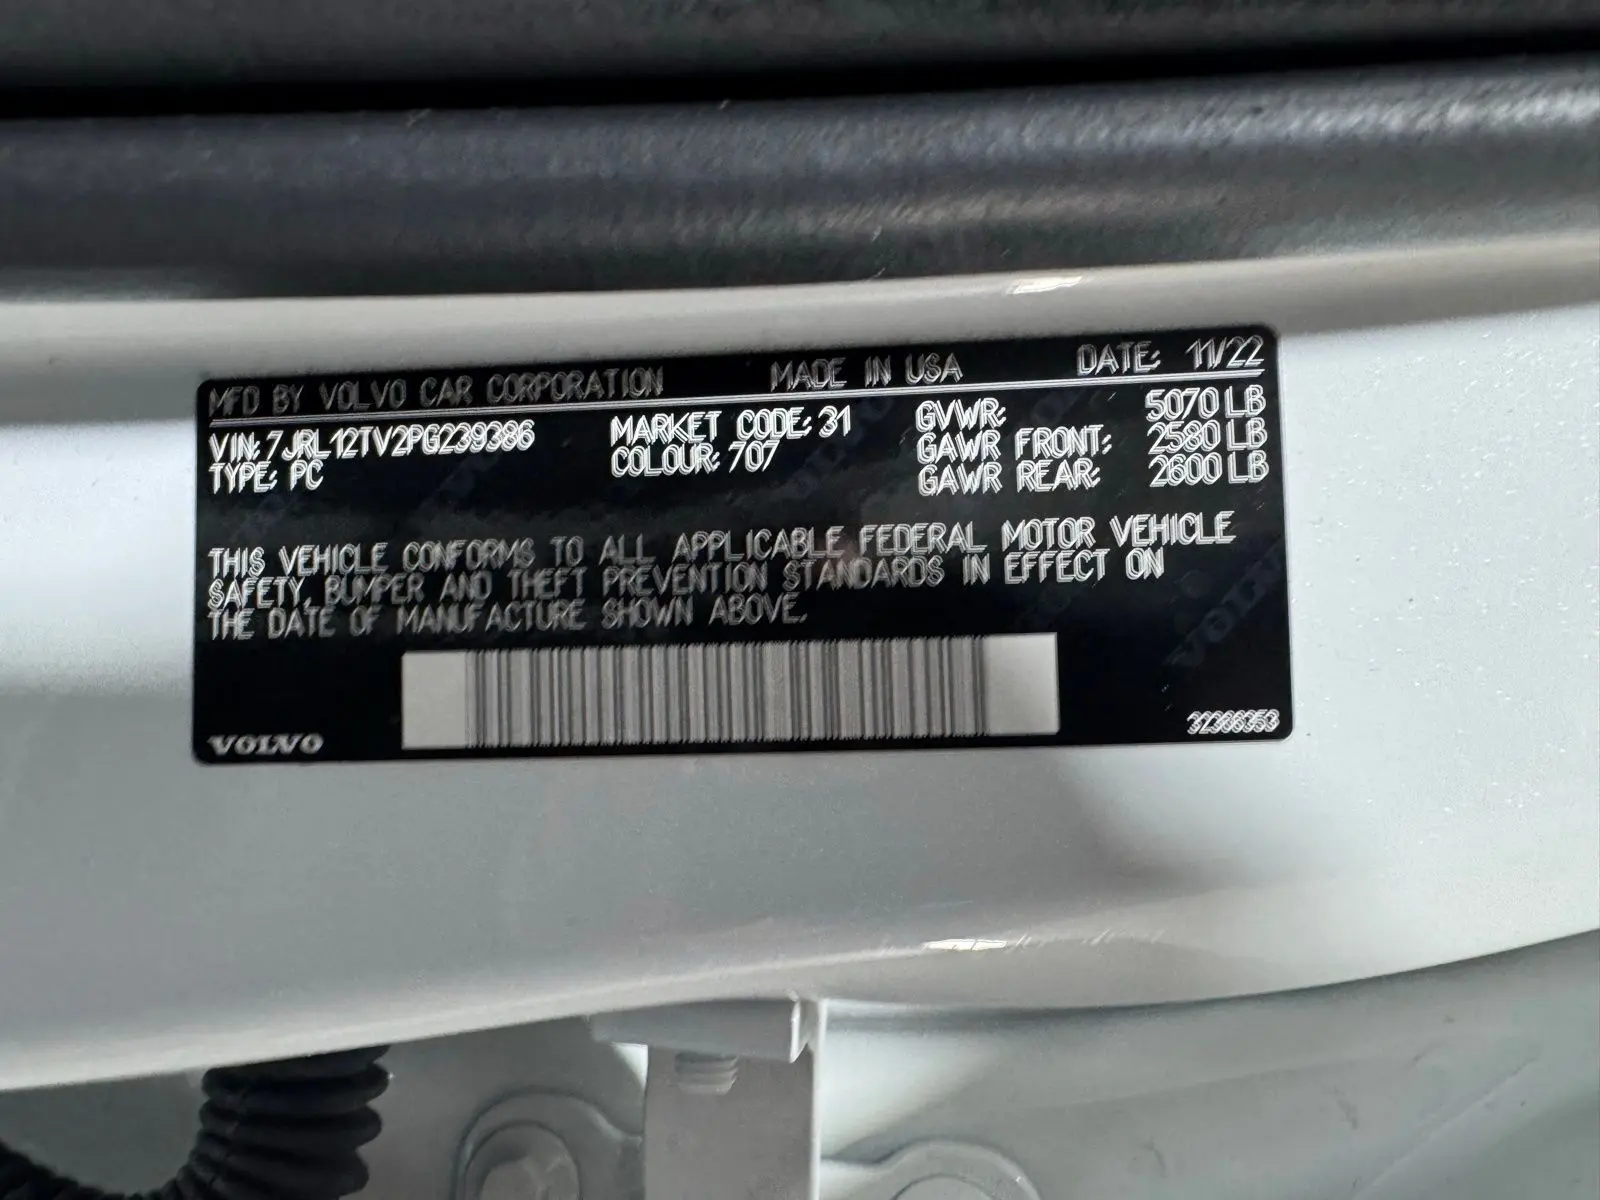 MFD BY VOLVO CAR CORPORATION MADE IN USA DATE: 11/22
VIN: 7JRL12TV2PG239386 MARKET CODE: 31 GVWR: 5070 LB
TYPE: PC COLOUR: 707 GAWR FRONT: 2580 LB
GAWR REAR: 2600 LB
THIS VEHICLE CONFORMS TO ALL APPLICABLE FEDERAL MOTOR VEHICLE
SAFETY, BUMPER AND THEFT PREVENTION STANDARDS IN EFFECT ON
THE DATE OF MANUFACTURE SHOWN ABOVE.
VOLVO